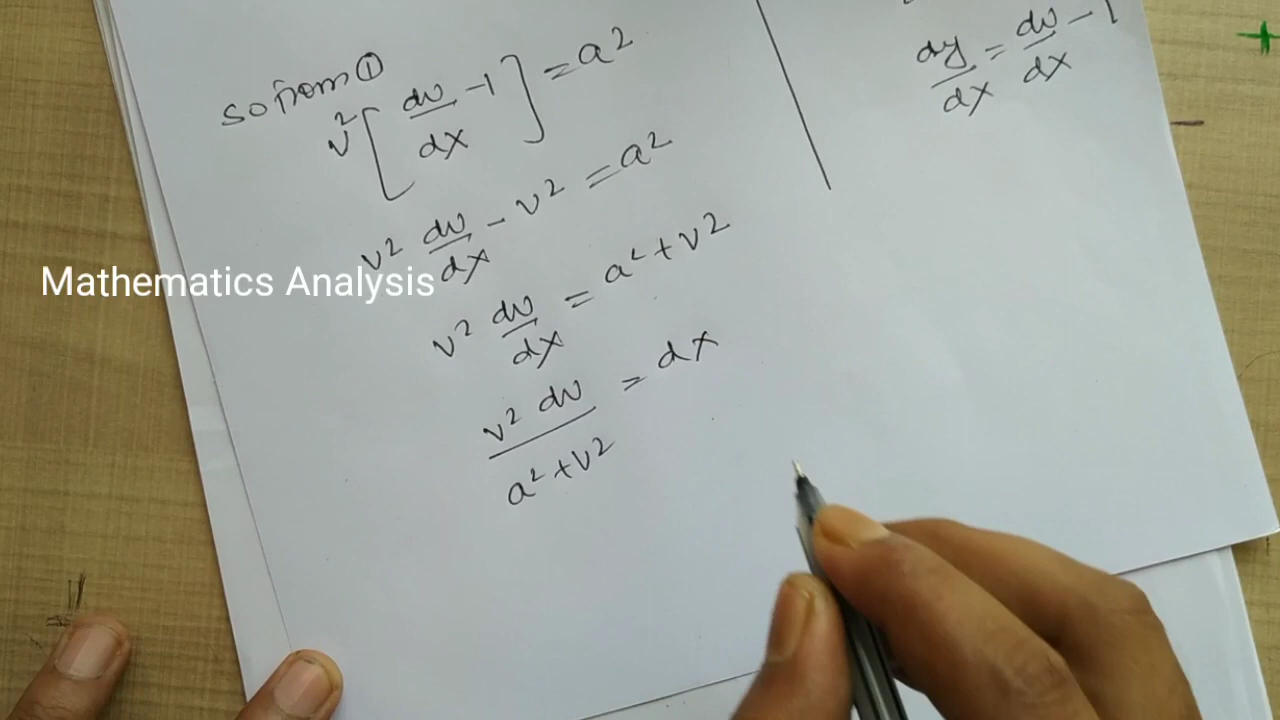 So from ①
v² [dv/dx - 1] = a²
v² dv/dx - v² = a²
v² dv/dx = a² + v²
v² dv / a² + v² = dx
dy/dx = dv/dx - 1
+
Mathematics Analysis